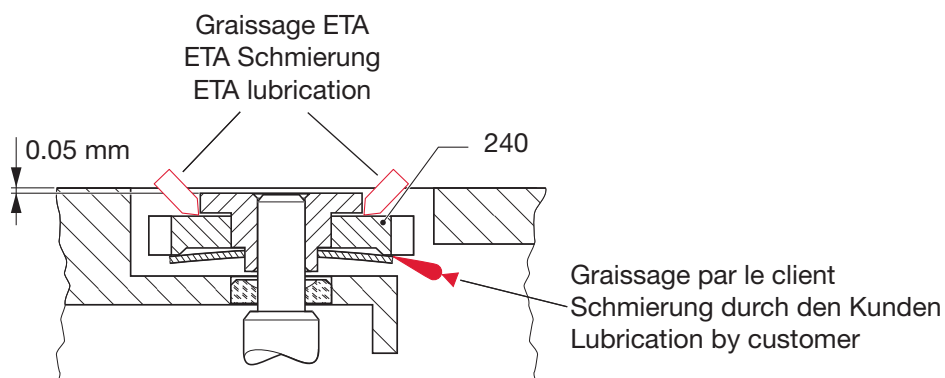 Graissage ETA
ETA Schmierung
ETA lubrication
0.05 mm
240
Graissage par le client
Schmierung durch den Kunden
Lubrication by customer